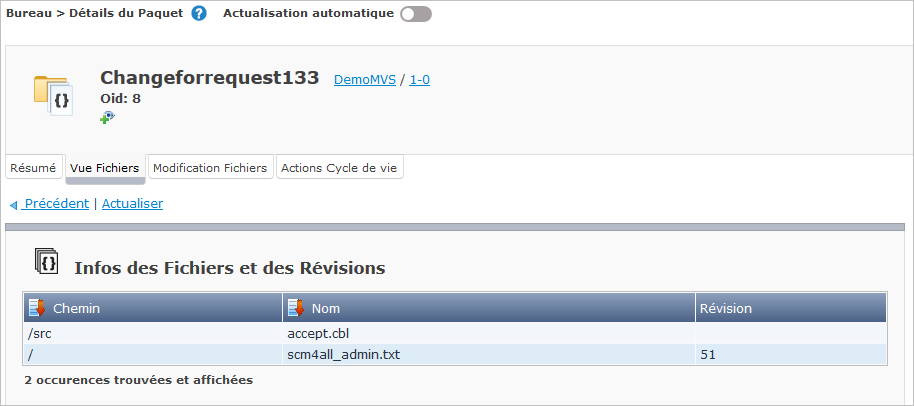 Bureau > Détails du Paquet ? Actualisation automatique
Changeforrequest133 DemoMVS / 1-0
Oid: 8
Résumé Vue Fichiers Modification Fichiers Actions Cycle de vie
Précédent | Actualiser
{} Infos des Fichiers et des Révisions
Chemin Nom Révision
/src accept.cbl
/ scm4all_admin.txt 51
2 occurences trouvées et affichées